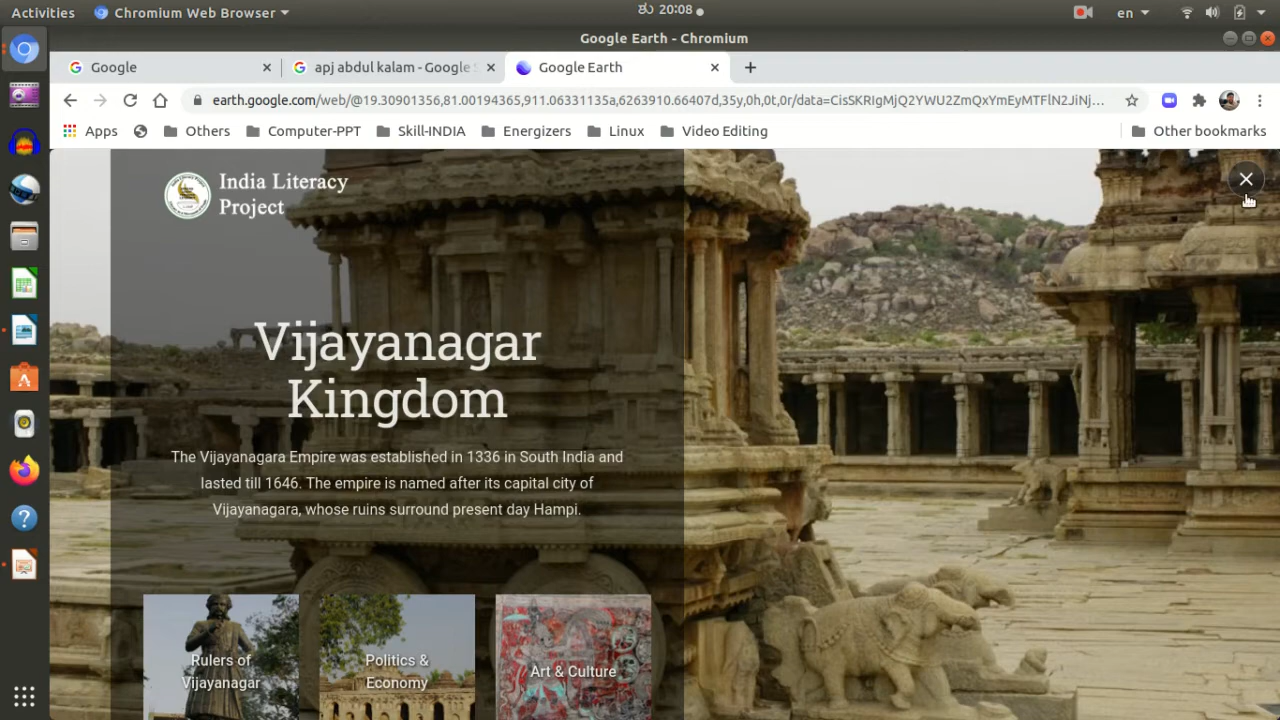 Activities
Chromium Web Browser
ಶು 20:08
en
Google Earth - Chromium
Google
apj abdul kalam - Google S
Google Earth
earth.google.com/web/@19.30901356,81.00194365,911.06331135a,6263910.66407d,35y,0h,0t,0r/data=CisSKRIgMjQ2YWU2ZmQxYmEyMTFlN2JiNj...
Apps
Others
Computer-PPT
Skill-INDIA
Energizers
Linux
Video Editing
Other bookmarks
India Literacy
Project
Vijayanagar
Kingdom
The Vijayanagara Empire was established in 1336 in South India and
lasted till 1646. The empire is named after its capital city of
Vijayanagara, whose ruins surround present day Hampi.
Rulers of
Vijayanagar
Politics &
Economy
Art & Culture